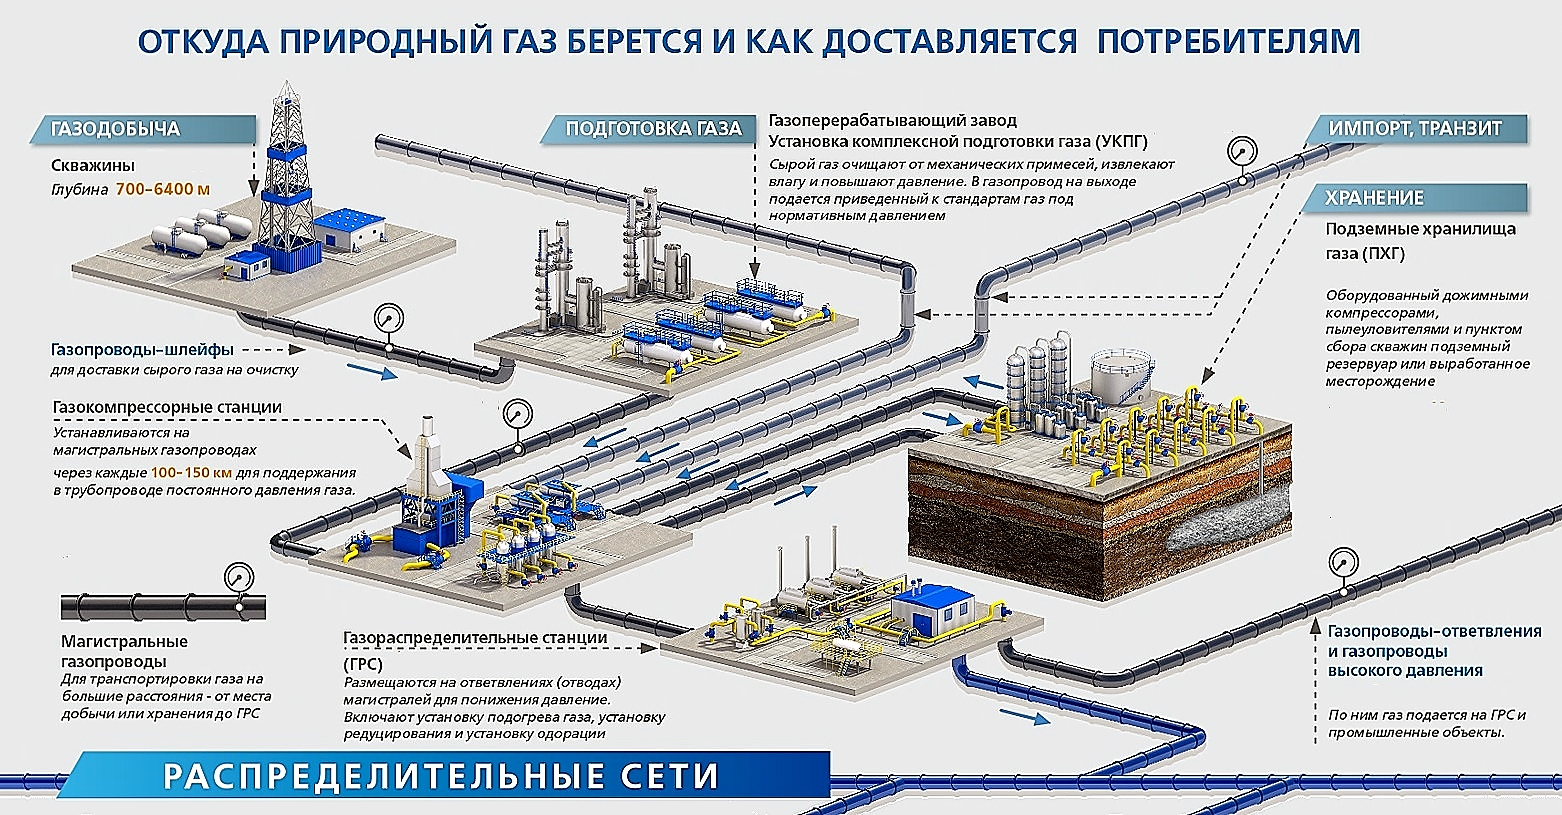 ОТКУДА ПРИРОДНЫЙ ГАЗ БЕРЕТСЯ И КАК ДОСТАВЛЯЕТСЯ ПОТРЕБИТЕЛЯМ
ГАЗОДОБЫЧА
Скважины
Глубина 700–6400 м
ПОДГОТОВКА ГАЗА
Газоперерабатывающий завод
Установка комплексной подготовки газа (УКПГ)
Сырой газ очищают от механических примесей, извлекают
влагу и повышают давление. В газопровод на выходе
подается приведенный к стандартам газ под
нормативным давлением
ИМПОРТ, ТРАНЗИТ
ХРАНЕНИЕ
Подземные хранилища
газа (ПХГ)
Оборудованный дожимными
компрессорами,
пылеуловителями и пунктом
сбора скважин подземный
резервуар или выработанное
месторождение
Газопроводы–шлейфы
для доставки сырого газа на очистку
Газокомпрессорные станции
Устанавливаются на
магистральных газопроводах
через каждые 100–150 км для поддержания
в трубопроводе постоянного давления газа.
Магистральные
газопроводы
Для транспортировки газа на
большие расстояния - от места
добычи или хранения до ГРС
Газораспределительные станции
(ГРС)
Размещаются на ответвлениях (отводах)
магистралей для понижения давление.
Включают установку подогрева газа, установку
редуцирования и установку одорации
Газопроводы–ответвления
и газопроводы
высокого давления
По ним газ подается на ГРС и
промышленные объекты.
РАСПРЕДЕЛИТЕЛЬНЫЕ СЕТИ